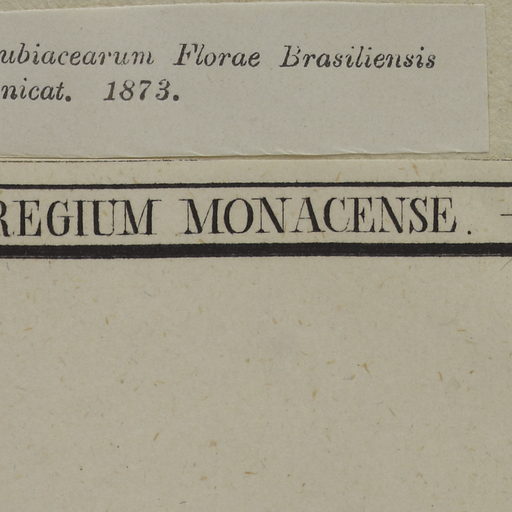 ubiacearum Florae Brasiliensis
nicat. 1873.
REGIUM MONACENSE. –